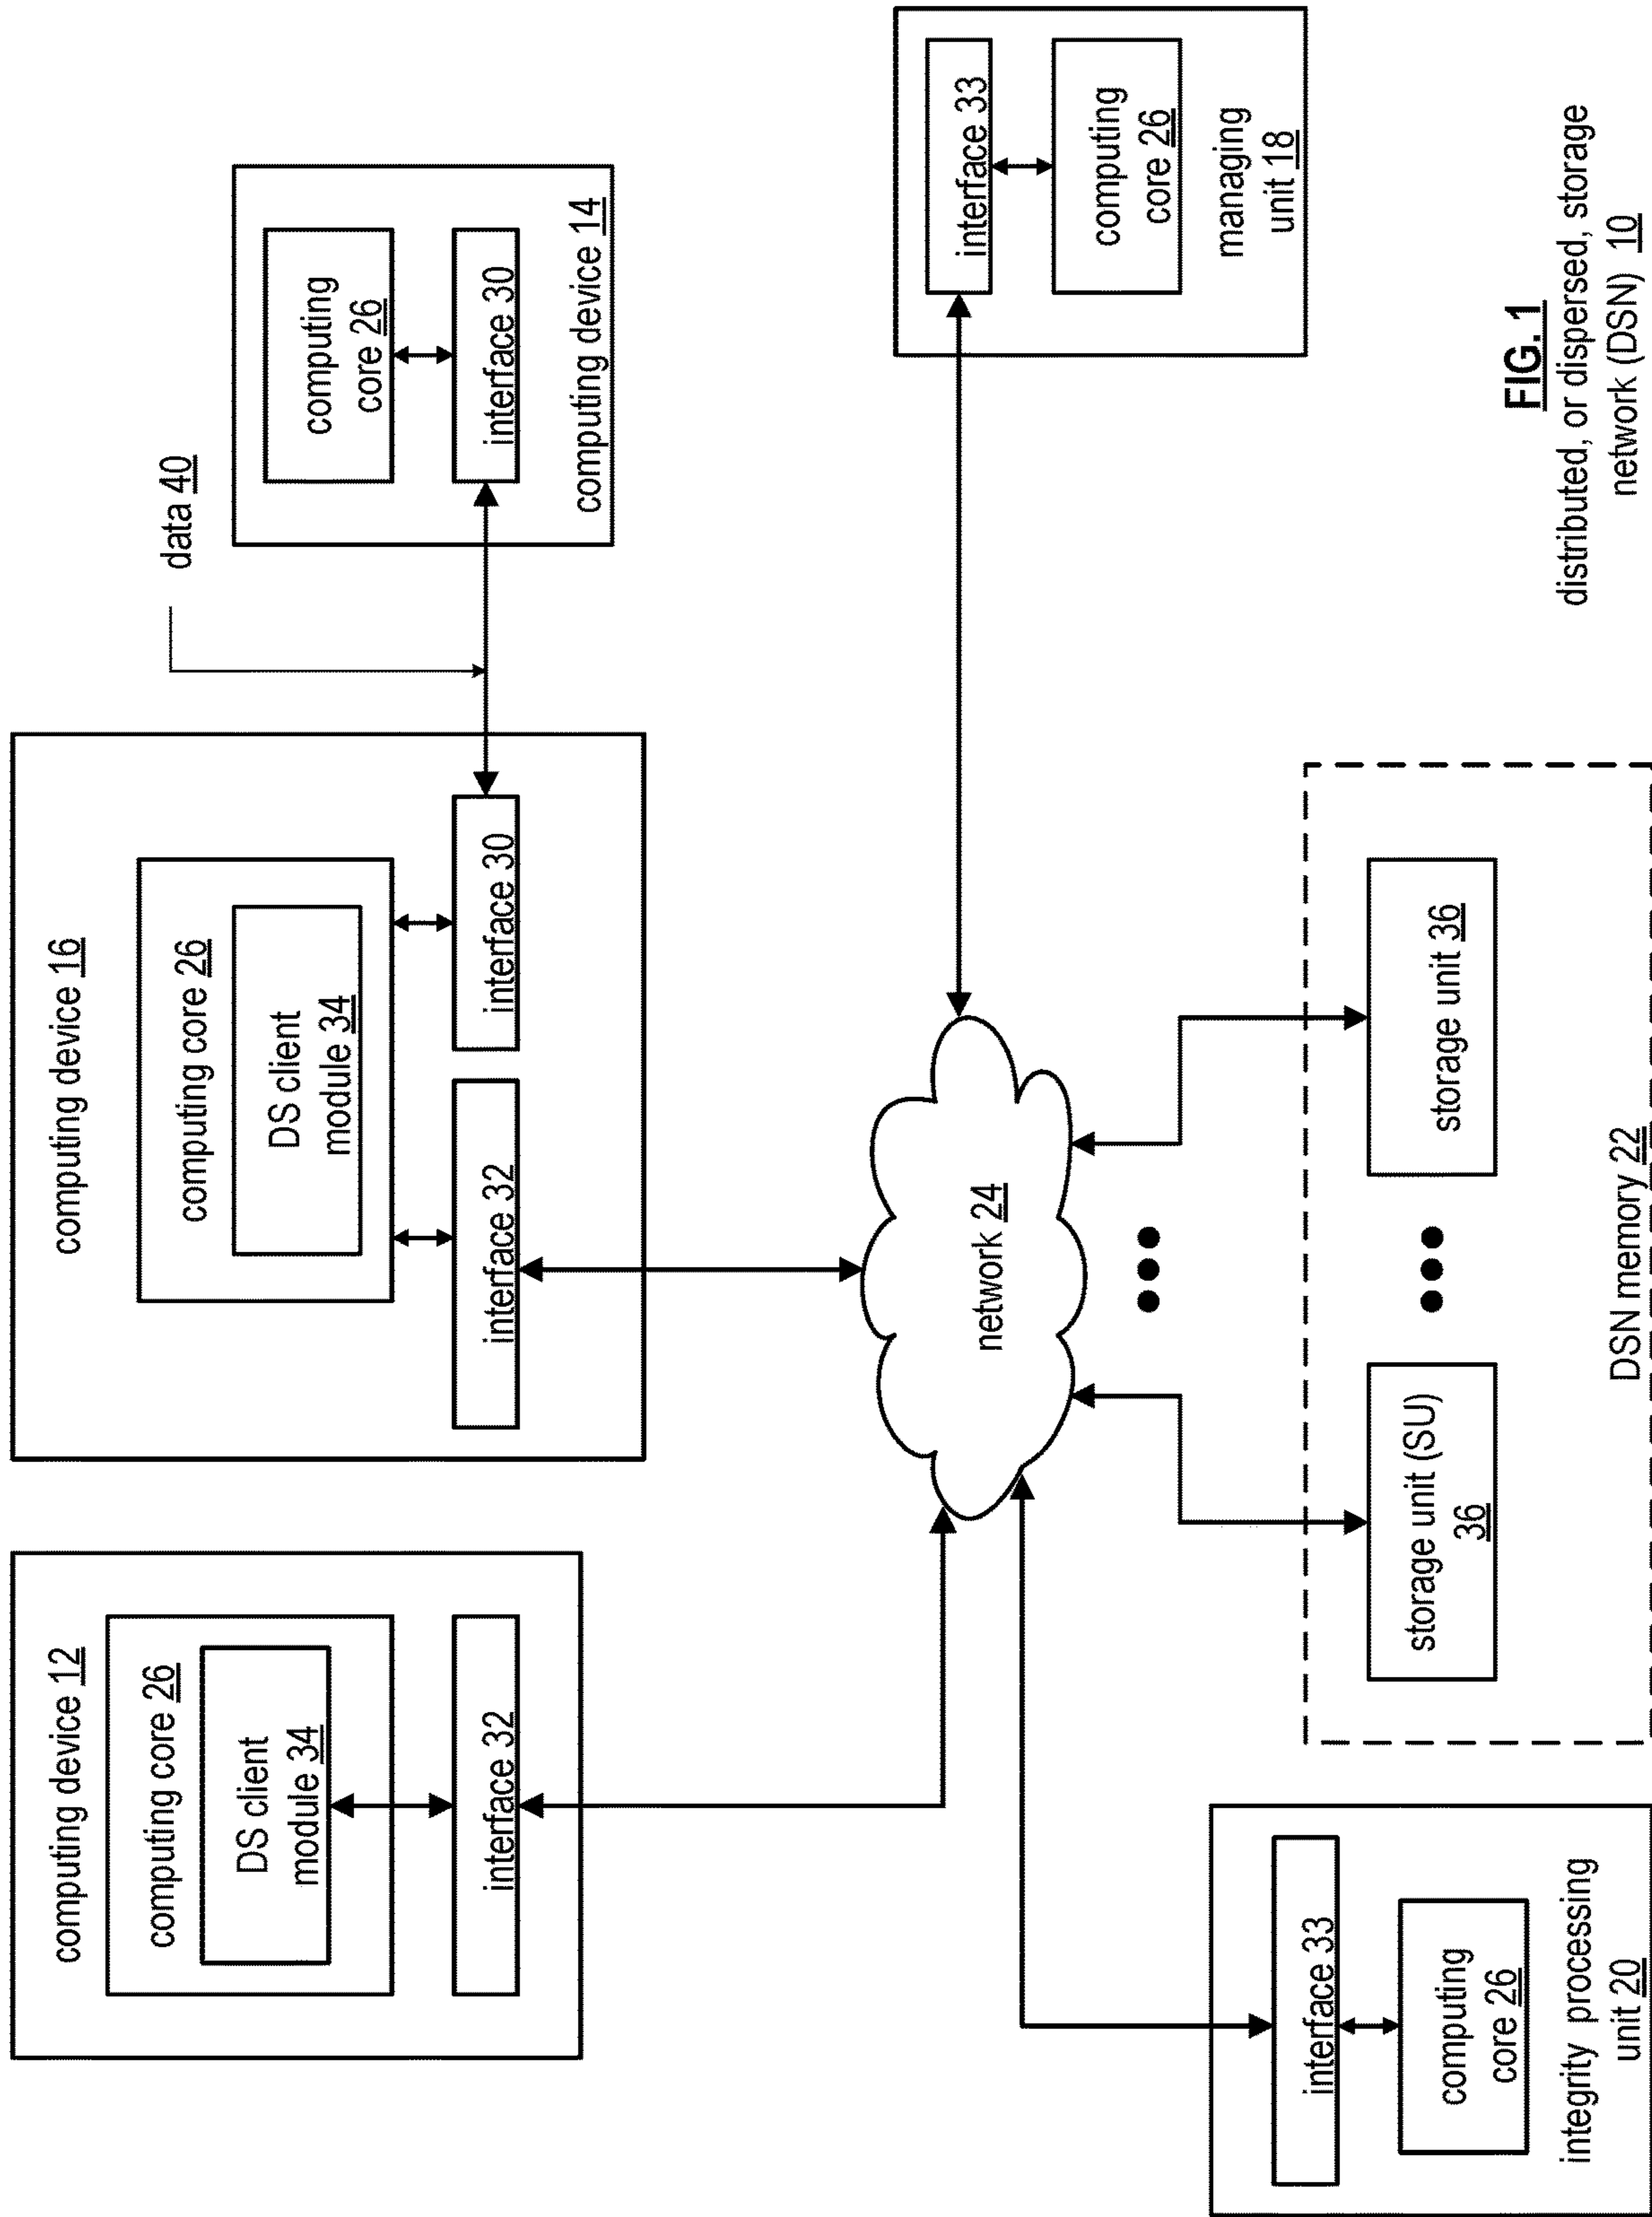 computing device 12
computing core 26
DS client
module 34
interface 32
computing device 16
computing core 26
DS client
module 34
interface 32
interface 30
data 40
computing
core 26
interface 30
computing device 14
network 24
interface 33
computing
core 26
managing
unit 18
interface 33
computing
core 26
integrity processing
unit 20
storage unit (SU)
36
storage unit 36
DSN memory 22
FIG. 1
distributed, or dispersed, storage
network (DSN) 10